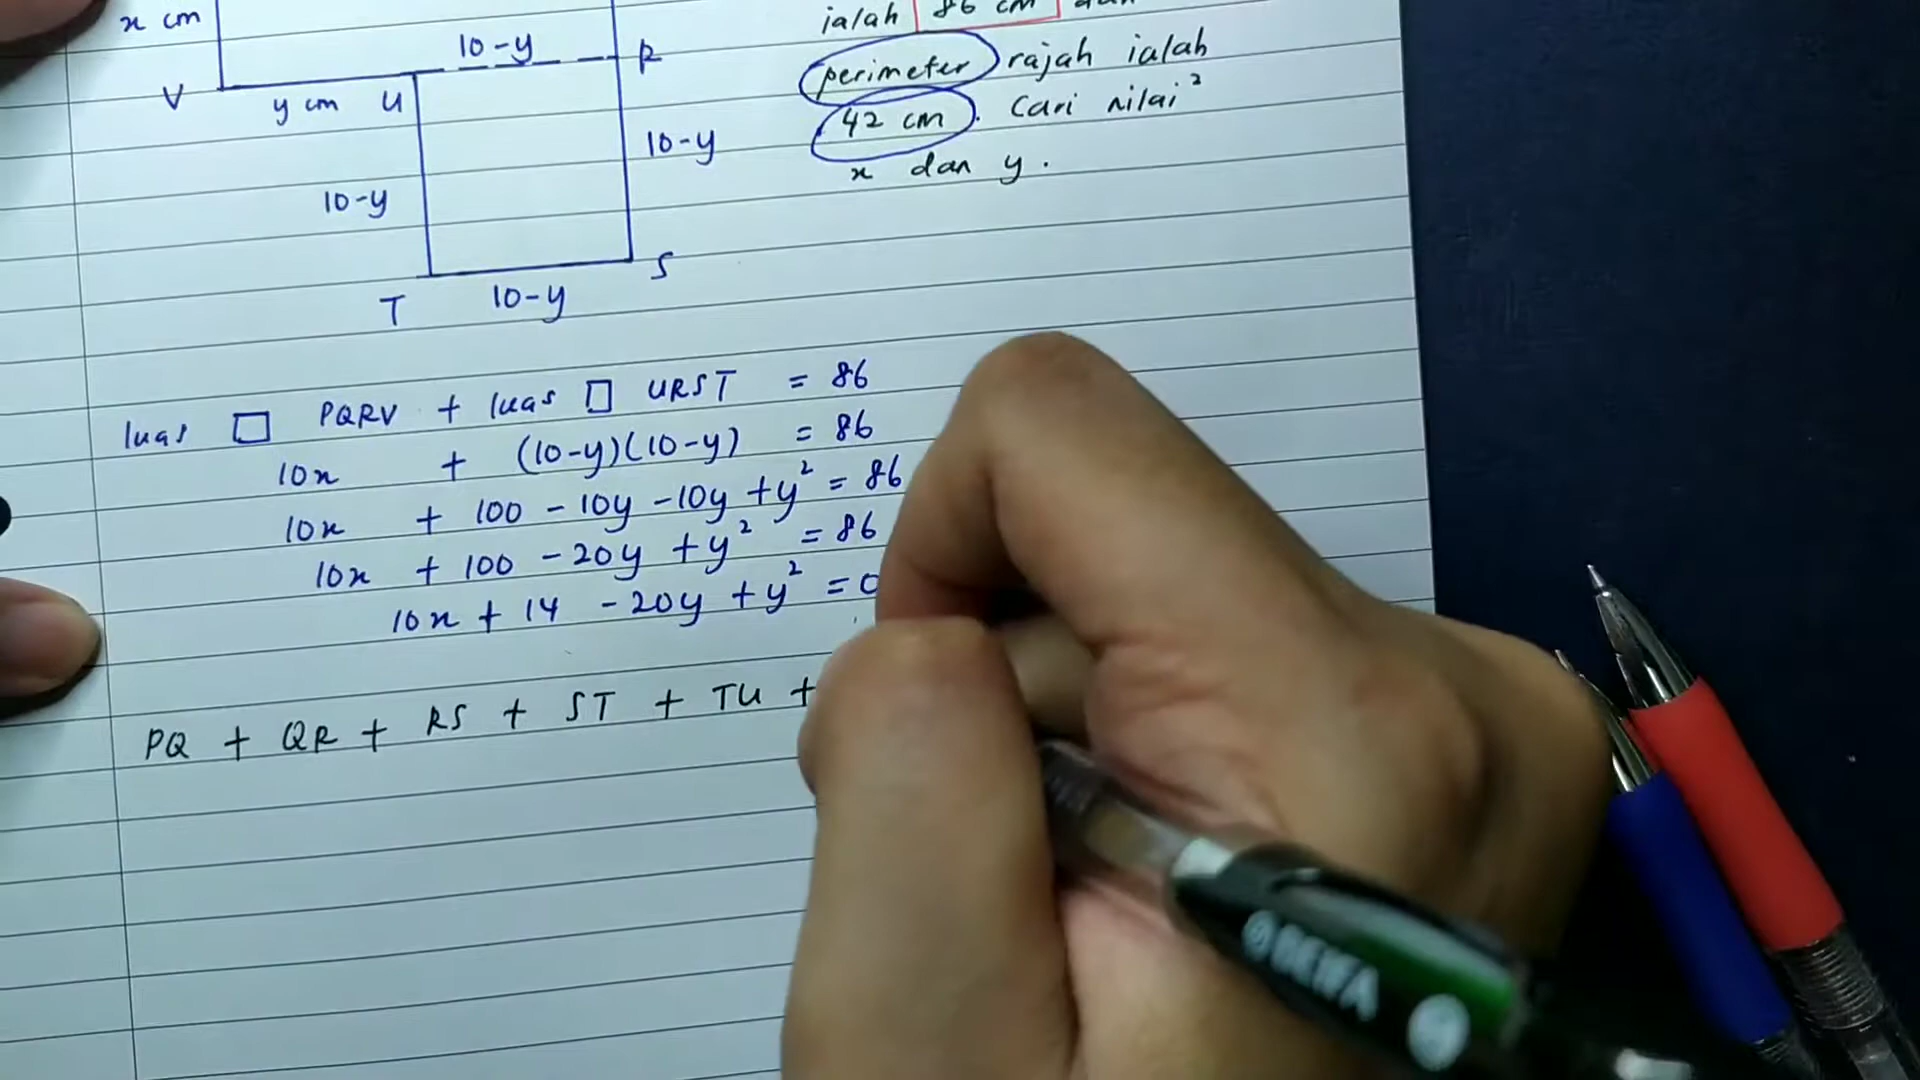 x cm
10-y
R
ialah 86 cm
perimeter rajah ialah
V
y cm
U
42 cm. Cari nilai²
10-y
x dan y.
10-y
S
T
10-y
luas □ PQRV + luas □ URST = 86
10x + (10-y)(10-y) = 86
10x + 100 - 10y - 10y + y² = 86
10x + 100 - 20y + y² = 86
10x + 14 - 20y + y² = 0
PQ + QR + RS + ST + TU +